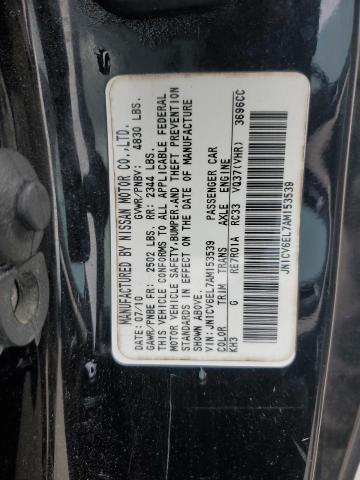 MANUFACTURED BY NISSAN MOTOR CO.,LTD.
DATE: 07/10 GVWR/PNBV: 4830 LBS.
GAWR/PNBE FR: 2502 LBS. RR: 2344 LBS.
THIS VEHICLE CONFORMS TO ALL APPLICABLE FEDERAL
MOTOR VEHICLE SAFETY,BUMPER,AND THEFT PREVENTION
STANDARDS IN EFFECT ON THE DATE OF MANUFACTURE
SHOWN ABOVE.
VIN: JN1CV6EL7AM153539 PASSENGER CAR
COLOR TRIM TRANS AXLE ENGINE
KH3 G RE7R01A RC33 VQ37(VHR) 3696CC
JN1CV6EL7AM153539